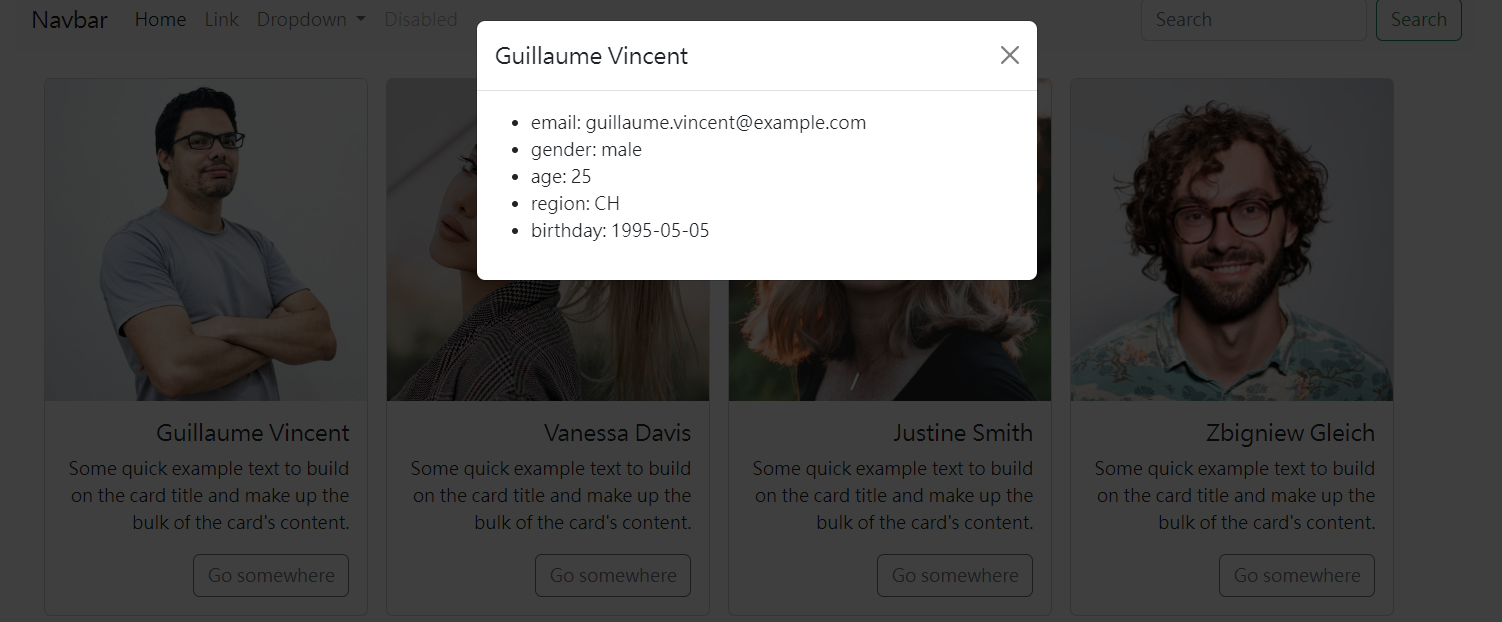 Navbar Home Link Dropdown Disabled Search Search
Guillaume Vincent
email: guillaume.vincent@example.com
gender: male
age: 25
region: CH
birthday: 1995-05-05
Guillaume Vincent
Some quick example text to build
on the card title and make up the
bulk of the card's content.
Go somewhere
Vanessa Davis
Some quick example text to build
on the card title and make up the
bulk of the card's content.
Go somewhere
Justine Smith
Some quick example text to build
on the card title and make up the
bulk of the card's content.
Go somewhere
Zbigniew Gleich
Some quick example text to build
on the card title and make up the
bulk of the card's content.
Go somewhere